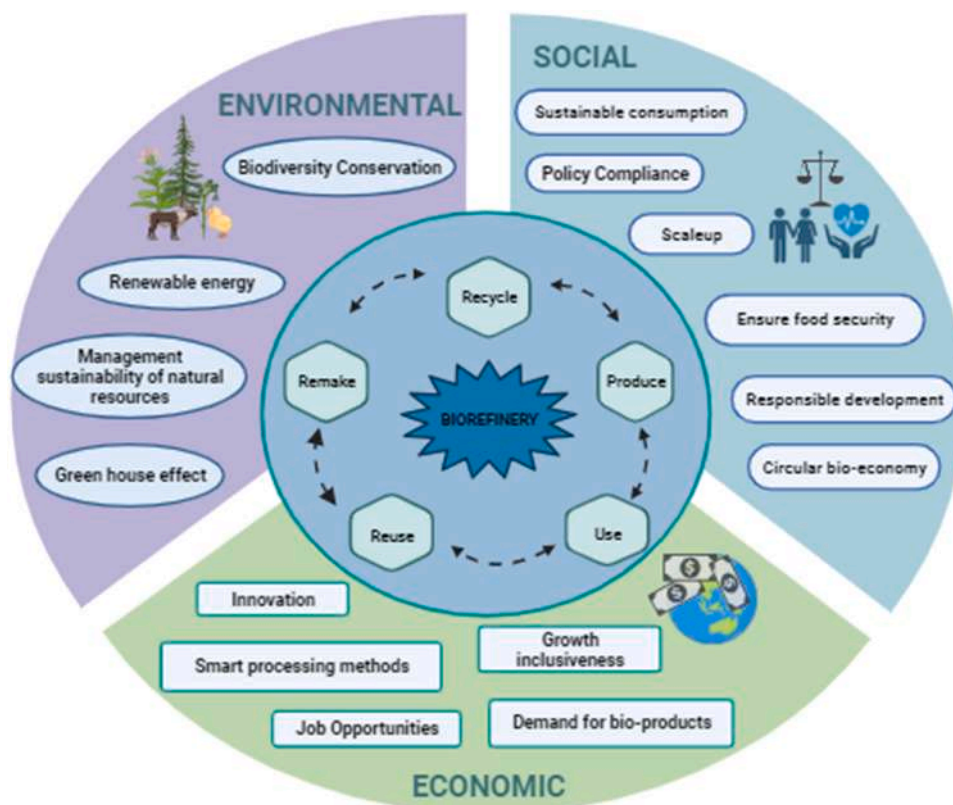 ENVIRONMENTAL
Biodiversity Conservation
Renewable energy
Management
sustainability of natural
resources
Green house effect
SOCIAL
Sustainable consumption
Policy Compliance
Scaleup
Ensure food security
Responsible development
Circular bio-economy
Recycle
Remake
Produce
BIOREFINERY
Reuse
Use
Innovation
Growth
inclusiveness
Smart processing methods
Job Opportunities
Demand for bio-products
ECONOMIC